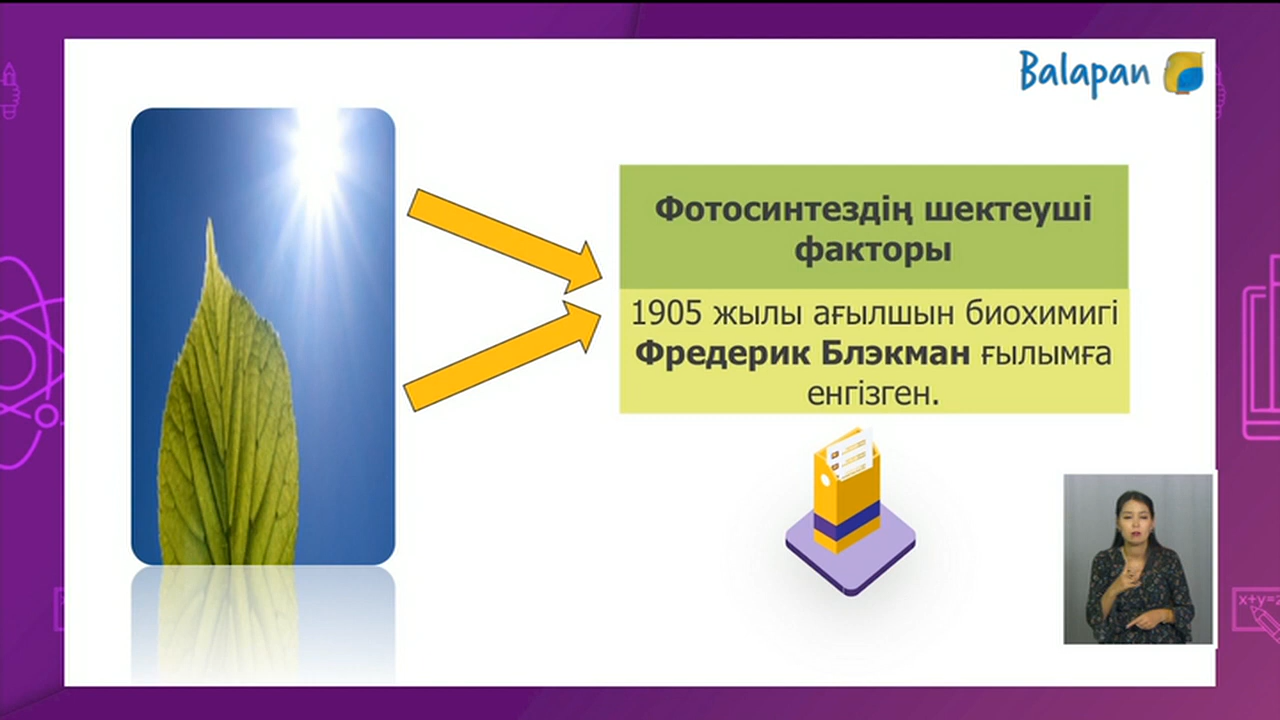 Balapan
Фотосинтездің шектеуші
факторы
1905 жылы ағылшын биохимигі
Фредерик Блэкман ғылымға
енгізген.